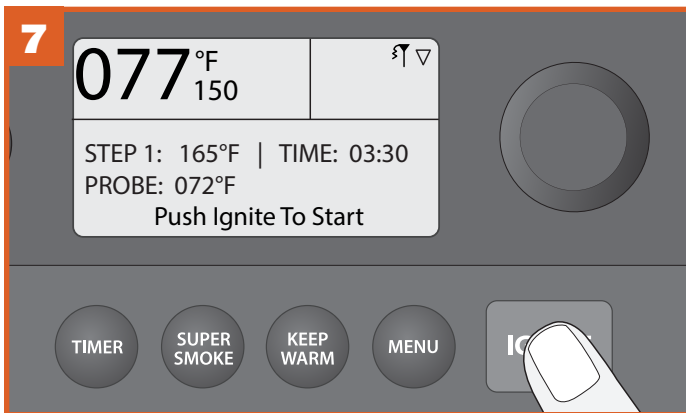 7
077°F
150
STEP 1: 165°F | TIME: 03:30
PROBE: 072°F
Push Ignite To Start
TIMER
SUPER
SMOKE
KEEP
WARM
MENU